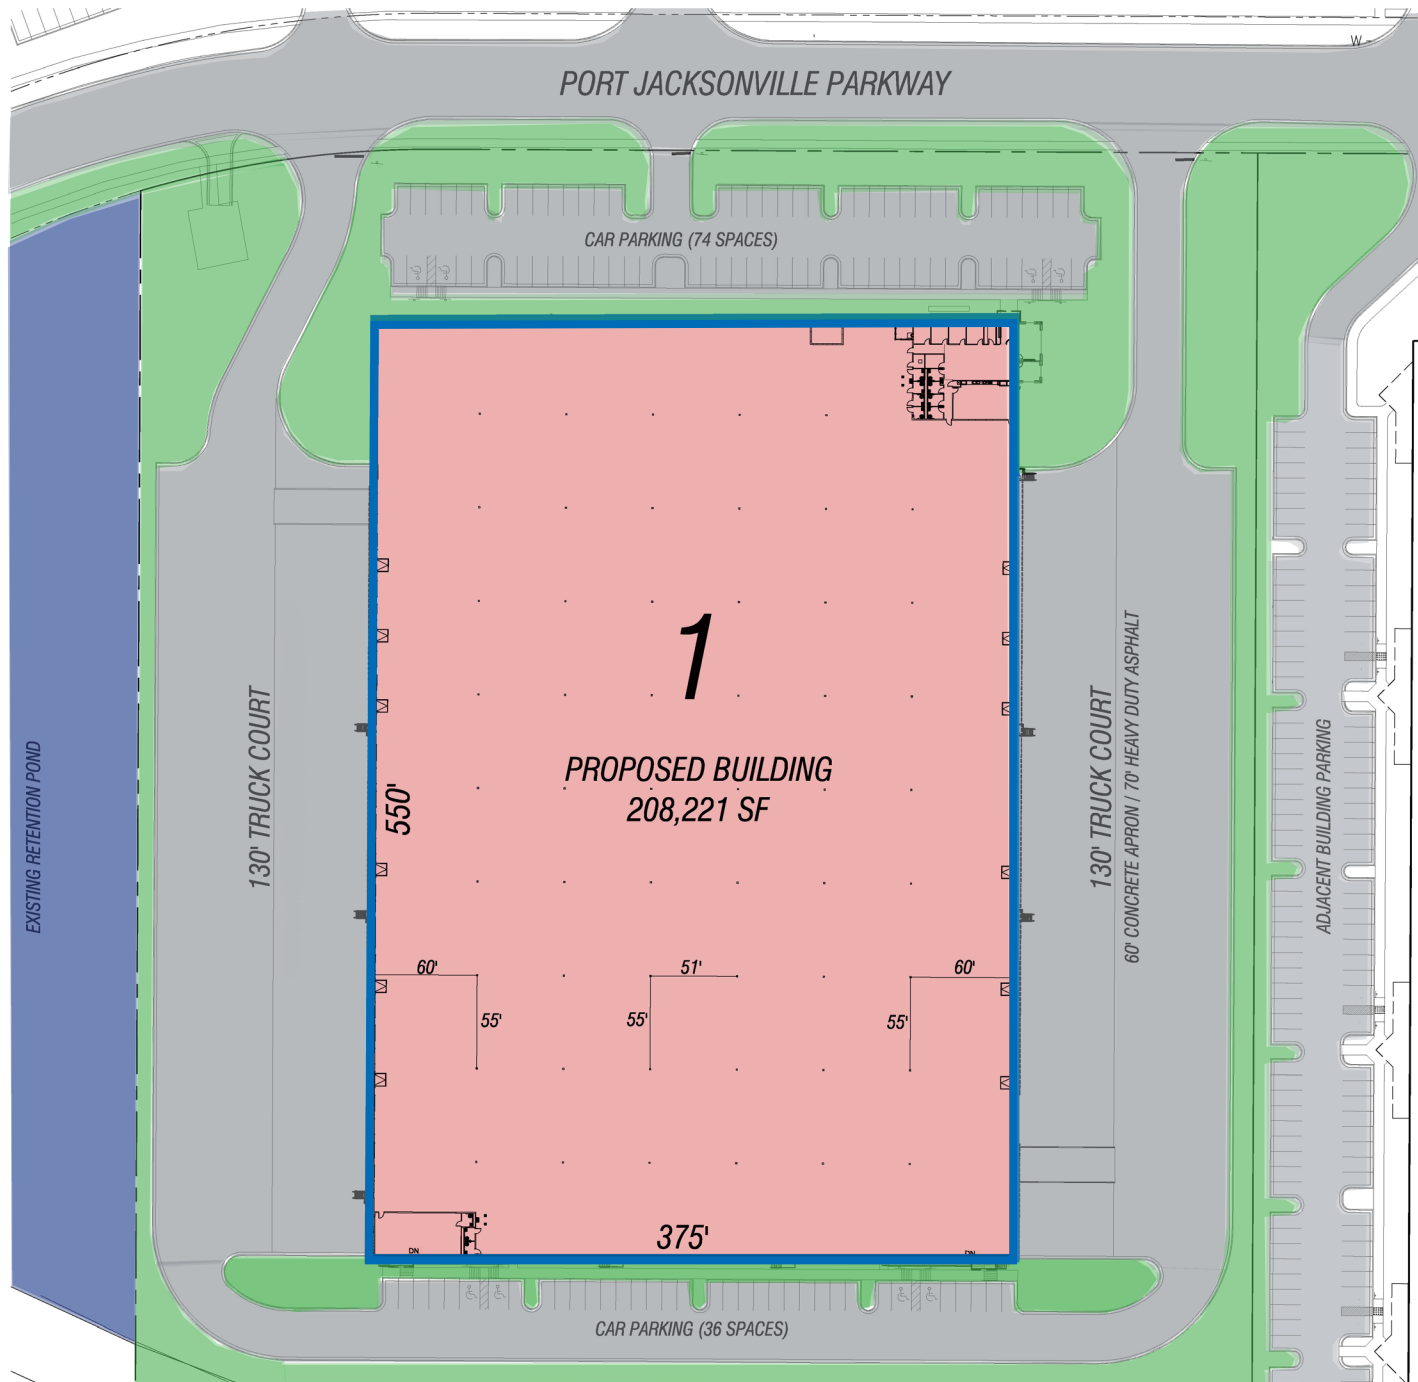 W
PORT JACKSONVILLE PARKWAY
CAR PARKING (74 SPACES)
1
PROPOSED BUILDING
208,221 SF
550'
130' TRUCK COURT
EXISTING RETENTION POND
130' TRUCK COURT
60' CONCRETE APRON / 70' HEAVY DUTY ASPHALT
ADJACENT BUILDING PARKING
60'
51'
60'
55'
55'
55'
375'
DN
DN
CAR PARKING (36 SPACES)